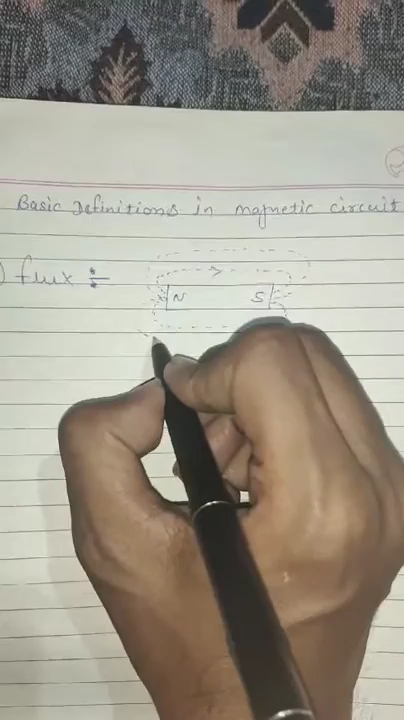 Basic Definitions in magnetic circuit
) flux :-
N S